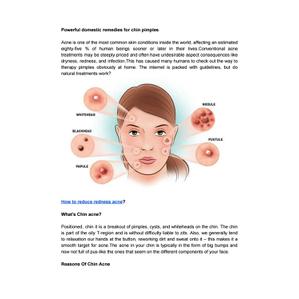 Powerful domestic remedies for chin pimples
Acne is one of the most common skin conditions inside the world, affecting an estimated
eighty-five % of human beings sooner or later in their lives.Conventional acne
treatments may be steeply priced and often have undesirable aspect consequences like
dryness, redness, and infection.This has caused many humans to check out the way to
therapy pimples obviously at home. The internet is packed with guidelines, but do
natural treatments work?
WHITEHEAD
NODULE
BLACKHEAD
PUSTULE
PAPULE
CYST
How to reduce redness acne?
What's Chin acne?
Positioned, chin it is a breakout of pimples, cysts, and whiteheads on the chin. The chin
is part of the oily T-region and is without difficulty liable to zits. Also, we generally tend
to relaxation our hands at the button, reworking dirt and sweat onto it – this makes it a
smooth target for acne.The acne in your chin is typically in the form of big bumps and
now not full of pus-like the ones that seem on the different components of your face.
Reasons Of Chin Acne